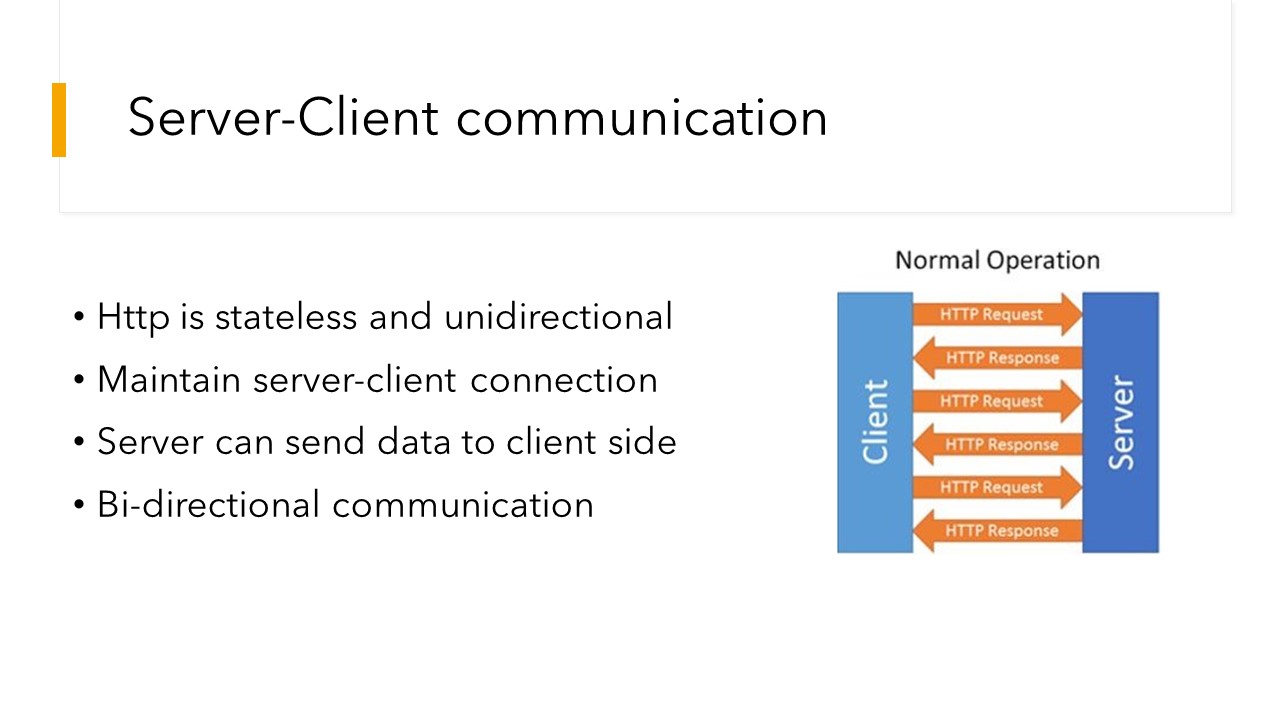 Server-Client communication
• Http is stateless and unidirectional
• Maintain server-client connection
• Server can send data to client side
• Bi-directional communication
Normal Operation
Client
HTTP Request
HTTP Response
HTTP Request
HTTP Response
HTTP Request
HTTP Response
Server